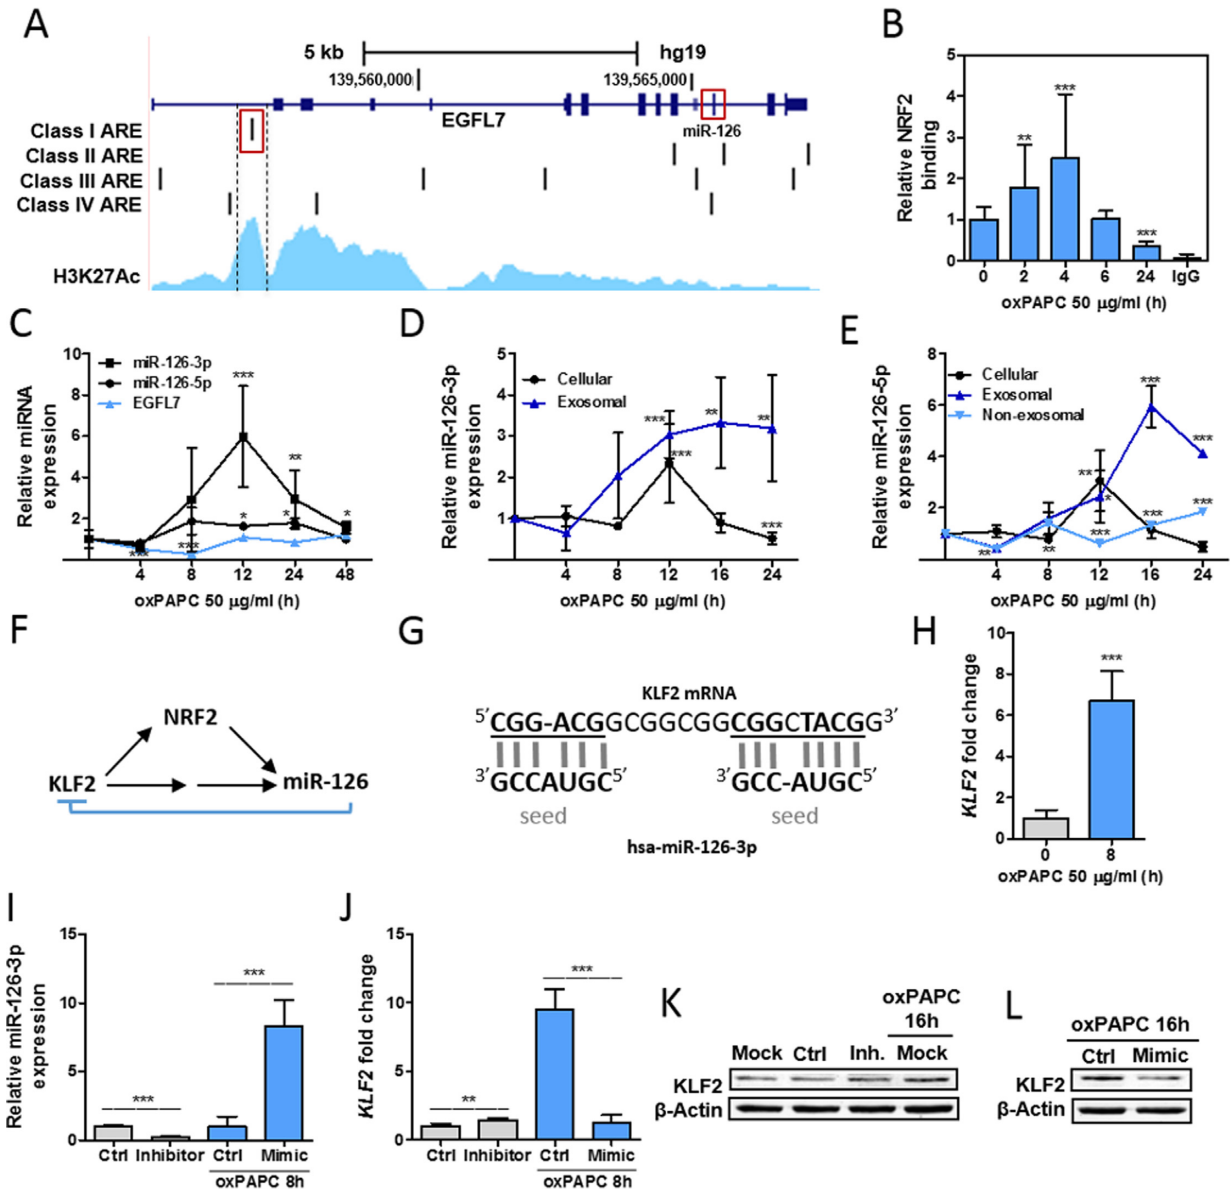 A
5 kb
hg19
139,560,000
139,565,000
EGFL7
miR-126
Class I ARE
Class II ARE
Class III ARE
Class IV ARE
H3K27Ac
B
Relative NRF2
binding
5
4
3
2
1
0
**
***
***
0 2 4 6 24 IgG
oxPAPC 50 µg/ml (h)
C
Relative miRNA
expression
10
8
6
4
2
miR-126-3p
miR-126-5p
EGFL7
***
**
*
*
*
***
***
4 8 12 24 48
oxPAPC 50 µg/ml (h)
D
Relative miR-126-3p
expression
5
4
3
2
1
Cellular
Exosomal
***
**
**
***
***
4 8 12 16 24
oxPAPC 50 µg/ml (h)
E
Relative miR-126-5p
expression
8
6
4
2
Cellular
Exosomal
Non-exosomal
***
***
**
*
***
***
***
**
**
4 8 12 16 24
oxPAPC 50 µg/ml (h)
F
NRF2
KLF2
miR-126
G
KLF2 mRNA
5′CGG-ACGGCGGCGGCGGCTACGG3′
3′GCCAUGC5′ 3′GCC-AUGC5′
seed seed
hsa-miR-126-3p
H
KLF2 fold change
10
8
6
4
2
0
***
0 8
oxPAPC 50 µg/ml (h)
I
Relative miR-126-3p
expression
15
10
5
0
***
***
Ctrl Inhibitor Ctrl Mimic
oxPAPC 8h
J
KLF2 fold change
15
10
5
0
**
***
Ctrl Inhibitor Ctrl Mimic
oxPAPC 8h
K
oxPAPC
16h
Mock Ctrl Inh. Mock
KLF2
β-Actin
L
oxPAPC 16h
Ctrl Mimic
KLF2
β-Actin